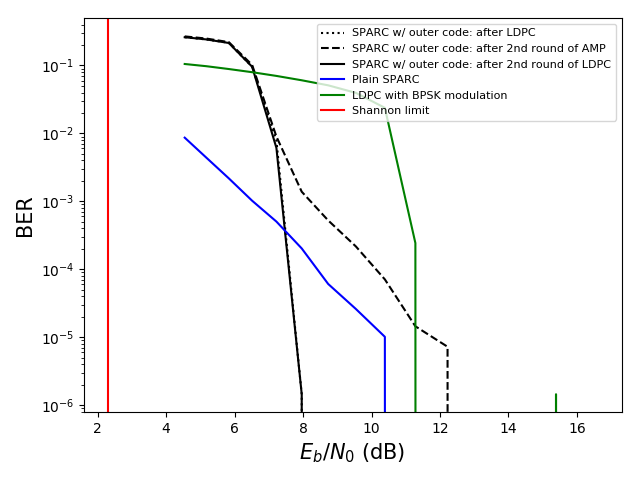 SPARC w/ outer code: after LDPC
SPARC w/ outer code: after 2nd round of AMP
SPARC w/ outer code: after 2nd round of LDPC
Plain SPARC
LDPC with BPSK modulation
Shannon limit
BER
10⁻¹
10⁻²
10⁻³
10⁻⁴
10⁻⁵
10⁻⁶
2 4 6 8 10 12 14 16
E_b/N_0 (dB)